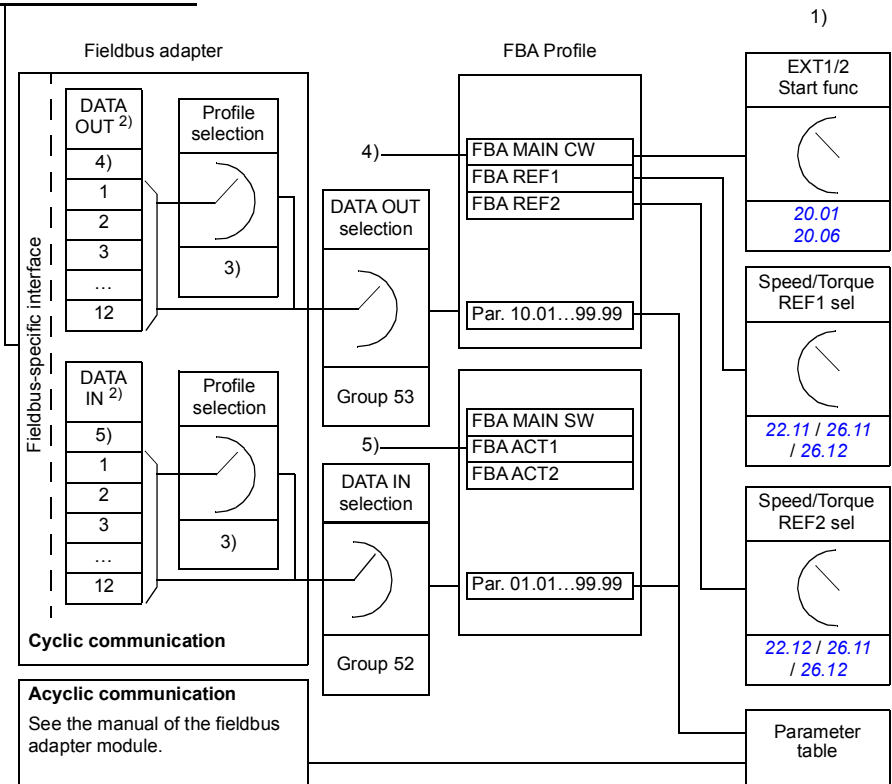 1)
Fieldbus adapter
FBA Profile
Fieldbus-specific interface
DATA
OUT 2)
4)
1
2
3
...
12
Profile
selection
3)
DATA OUT
selection
Group 53
4)
FBA MAIN CW
FBA REF1
FBA REF2
Par. 10.01...99.99
EXT1/2
Start func
20.01
20.06
Speed/Torque
REF1 sel
22.11 / 26.11
/ 26.12
DATA
IN 2)
5)
1
2
3
...
12
Profile
selection
3)
5)
DATA IN
selection
Group 52
FBA MAIN SW
FBA ACT1
FBA ACT2
Par. 01.01...99.99
Speed/Torque
REF2 sel
22.12 / 26.11
/ 26.12
Cyclic communication
Acyclic communication
See the manual of the fieldbus
adapter module.
Parameter
table